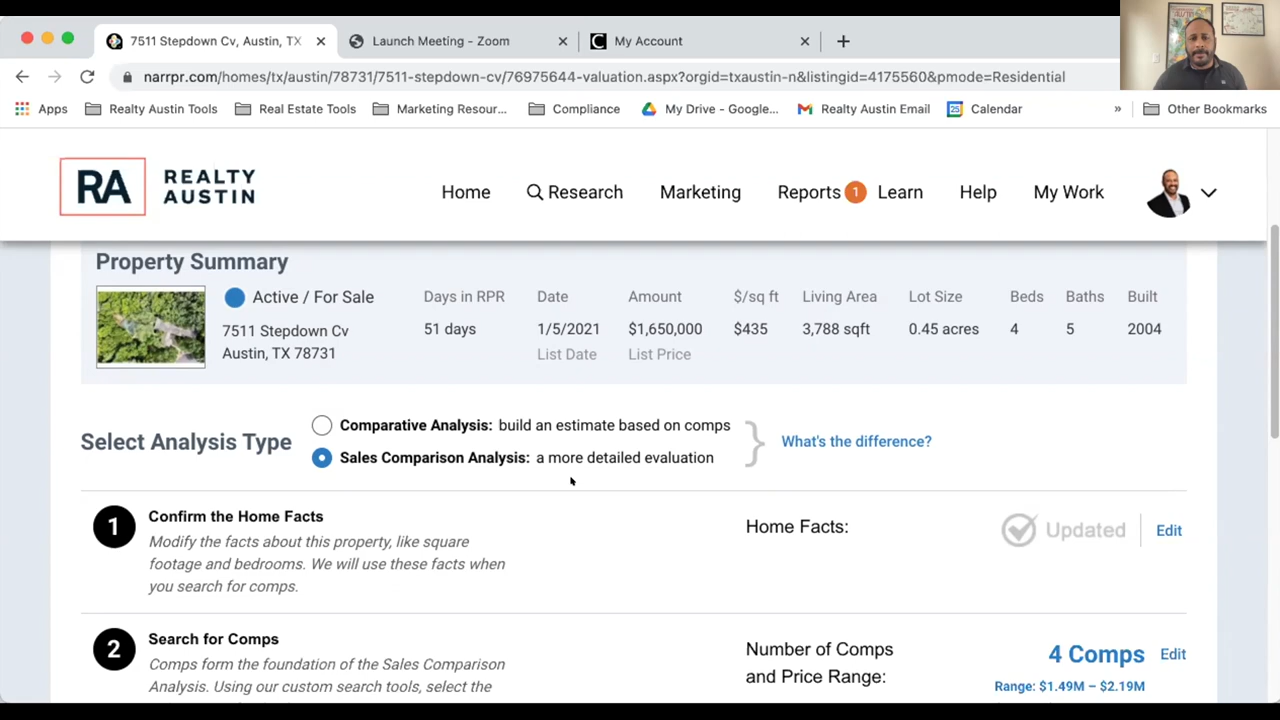 7511 Stepdown Cv, Austin, TX
Launch Meeting - Zoom
My Account
narrpr.com/homes/tx/austin/78731/7511-stepdown-cv/76975644-valuation.aspx?orgid=txaustin-n&listingid=4175560&pmode=Residential
Apps Realty Austin Tools Real Estate Tools Marketing Resour... Compliance My Drive - Google... Realty Austin Email Calendar » Other Bookmarks
RA REALTY AUSTIN
Home Research Marketing Reports 1 Learn Help My Work
Property Summary
Active / For Sale
7511 Stepdown Cv
Austin, TX 78731
Days in RPR Date Amount $/sq ft Living Area Lot Size Beds Baths Built
51 days 1/5/2021 $1,650,000 $435 3,788 sqft 0.45 acres 4 5 2004
List Date List Price
Select Analysis Type
Comparative Analysis: build an estimate based on comps
Sales Comparison Analysis: a more detailed evaluation
What's the difference?
1 Confirm the Home Facts
Modify the facts about this property, like square
footage and bedrooms. We will use these facts when
you search for comps.
Home Facts:
Updated Edit
2 Search for Comps
Comps form the foundation of the Sales Comparison
Analysis. Using our custom search tools, select the
Number of Comps
and Price Range:
4 Comps Edit
Range: $1.49M – $2.19M